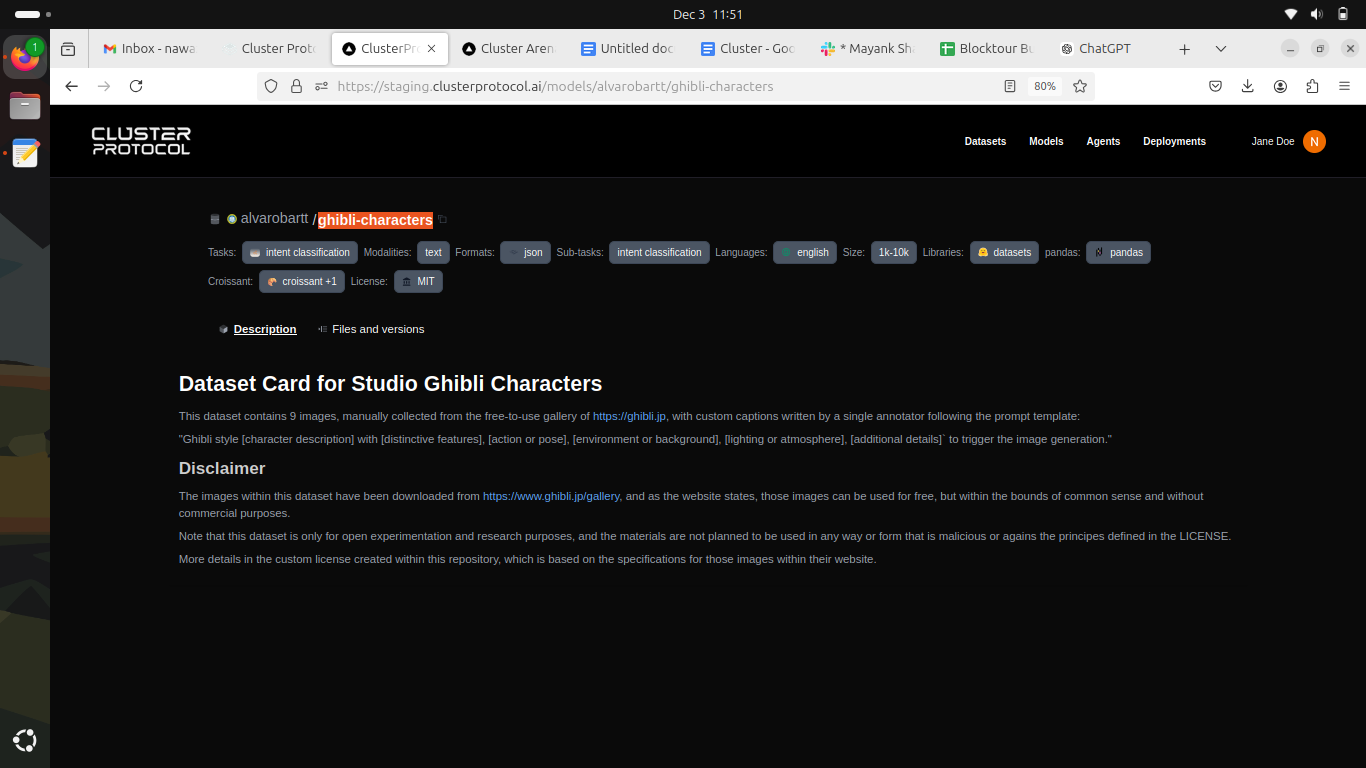 Dec 3 11:51
1
Inbox - nawa
Cluster Proto
ClusterPro
Cluster Aren
Untitled doc
Cluster - Goo
* Mayank Sh
Blocktour Bu
ChatGPT
https://staging.clusterprotocol.ai/models/alvarobartt/ghibli-characters
80%
CLUSTER
PROTOCOL
Datasets Models Agents Deployments Jane Doe N
alvarobartt /ghibli-characters
Tasks: intent classification Modalities: text Formats: json Sub-tasks: intent classification Languages: english Size: 1k-10k Libraries: datasets pandas: pandas
Croissant: croissant +1 License: MIT
Description Files and versions
Dataset Card for Studio Ghibli Characters
This dataset contains 9 images, manually collected from the free-to-use gallery of https://ghibli.jp, with custom captions written by a single annotator following the prompt template:
"Ghibli style [character description] with [distinctive features], [action or pose], [environment or background], [lighting or atmosphere], [additional details]` to trigger the image generation."
Disclaimer
The images within this dataset have been downloaded from https://www.ghibli.jp/gallery, and as the website states, those images can be used for free, but within the bounds of common sense and without
commercial purposes.
Note that this dataset is only for open experimentation and research purposes, and the materials are not planned to be used in any way or form that is malicious or agains the principes defined in the LICENSE.
More details in the custom license created within this repository, which is based on the specifications for those images within their website.